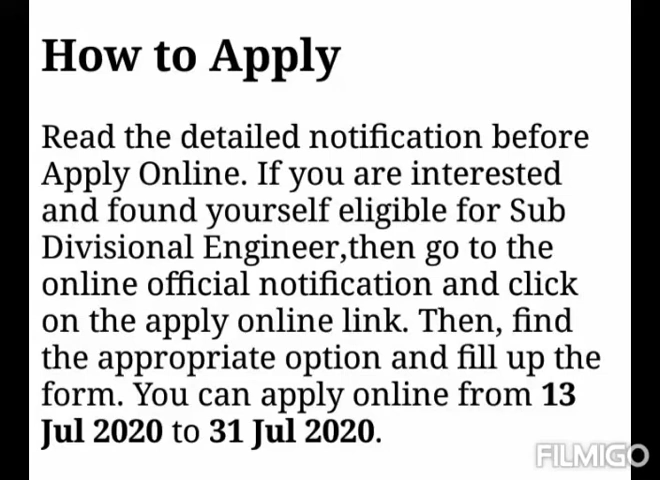 How to Apply
Read the detailed notification before
Apply Online. If you are interested
and found yourself eligible for Sub
Divisional Engineer,then go to the
online official notification and click
on the apply online link. Then, find
the appropriate option and fill up the
form. You can apply online from 13
Jul 2020 to 31 Jul 2020.
FILMIGO